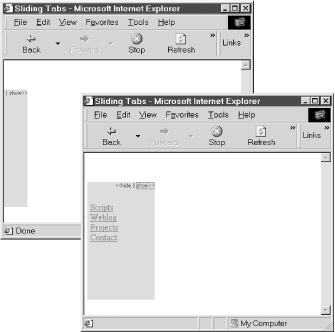 Sliding Tabs - Microsoft Internet Explorer
File Edit View Favorites Tools Help
Back Forward Stop Refresh » Links »
show>>
Done
Sliding Tabs - Microsoft Internet Explorer
File Edit View Favorites Tools Help
Back Forward Stop Refresh » Links »
<<hide | show>>
Scripts
Weblog
Projects
Contact
My Computer